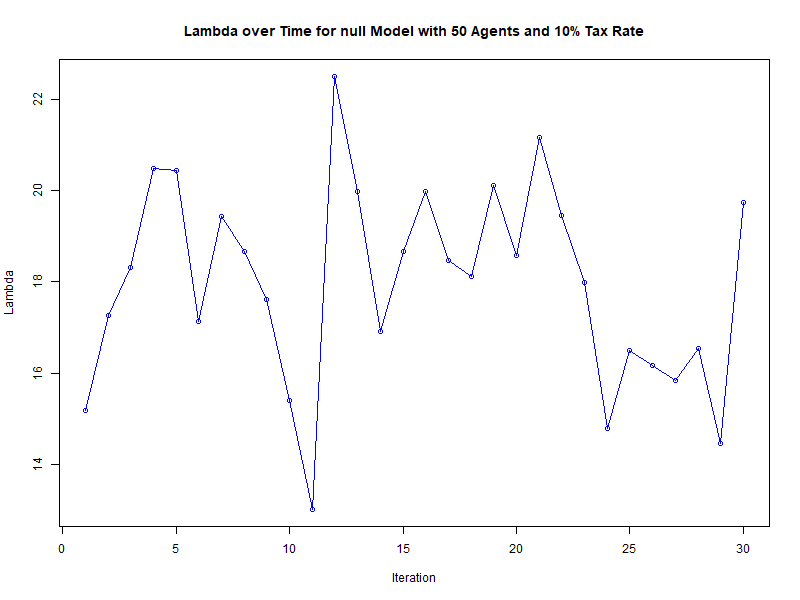 Lambda over Time for null Model with 50 Agents and 10% Tax Rate
Lambda
22
20
18
16
14
0 5 10 15 20 25 30
Iteration